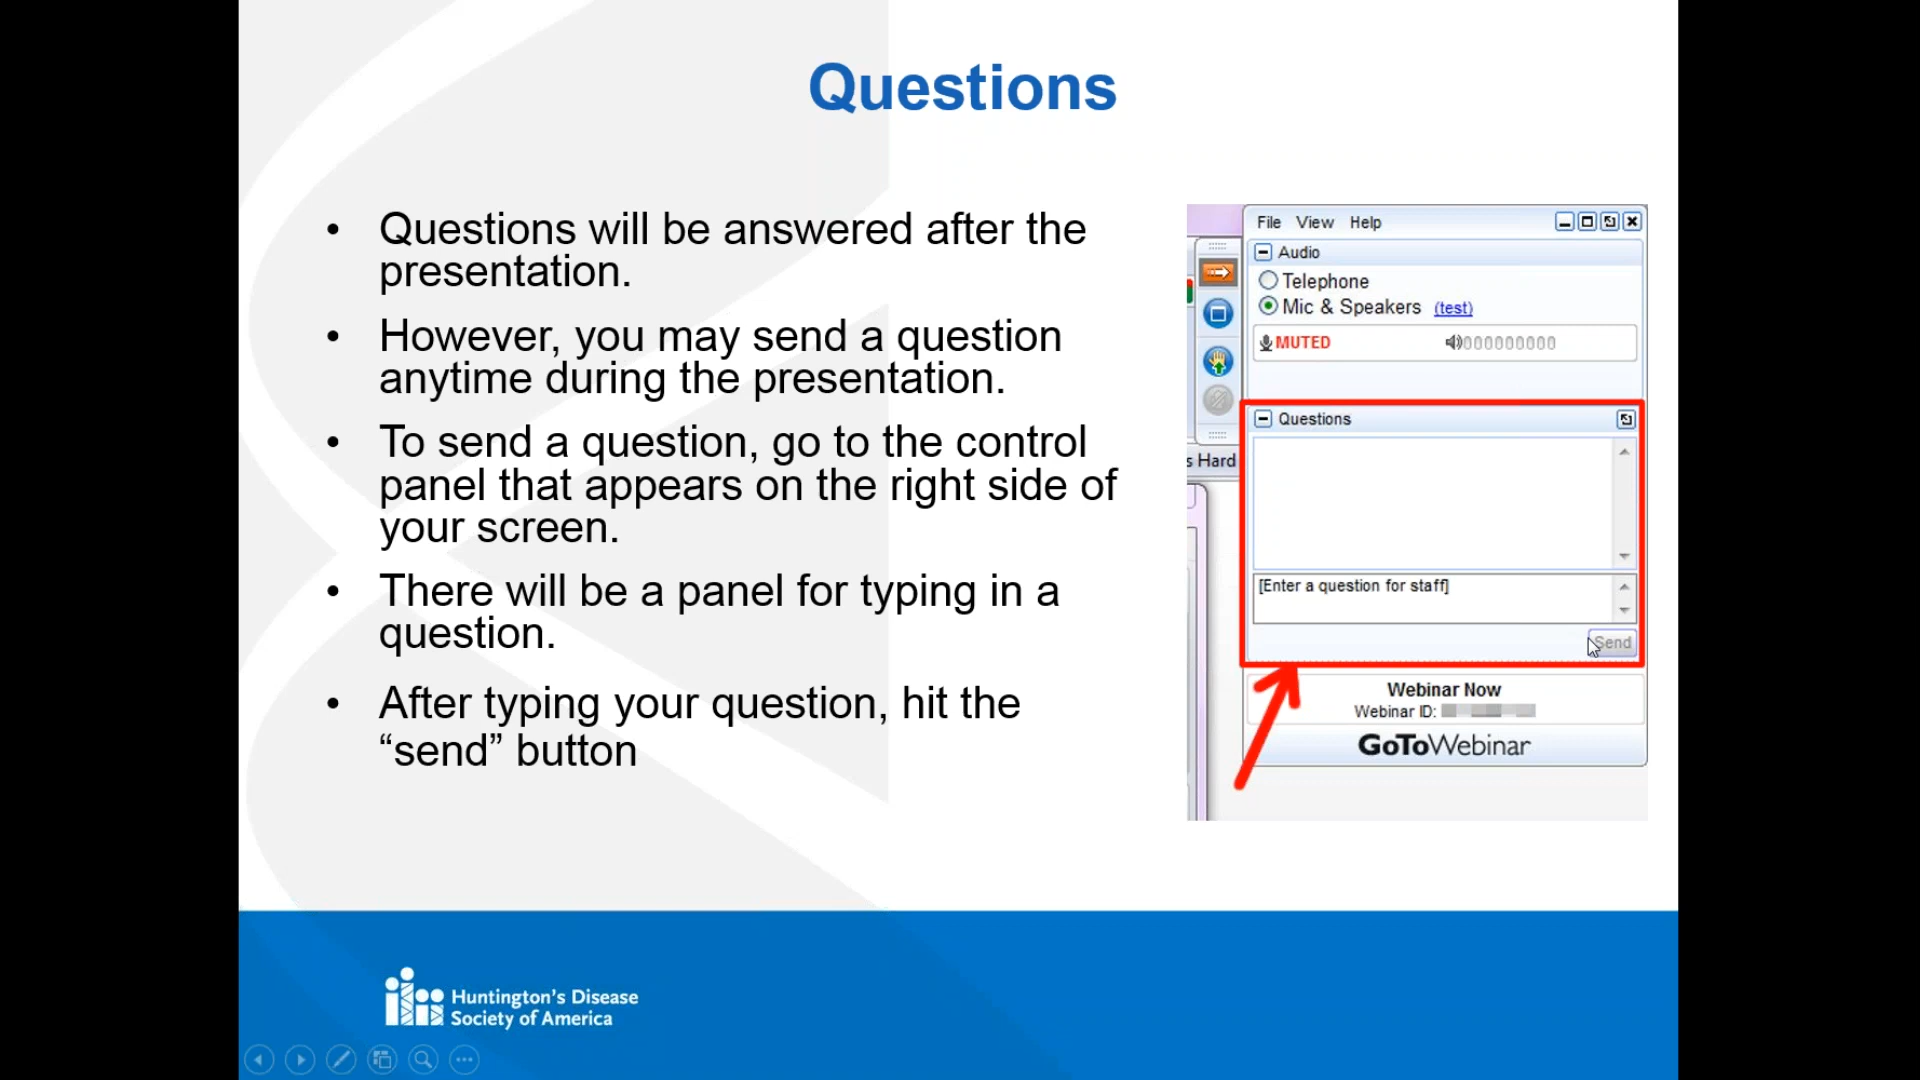 Questions
• Questions will be answered after the
presentation.
• However, you may send a question
anytime during the presentation.
• To send a question, go to the control
panel that appears on the right side of
your screen.
• There will be a panel for typing in a
question.
• After typing your question, hit the
“send” button
File View Help
Audio
Telephone
Mic & Speakers (test)
MUTED
Questions
s Hard
[Enter a question for staff]
Send
Webinar Now
Webinar ID:
GoToWebinar
Huntington's Disease
Society of America